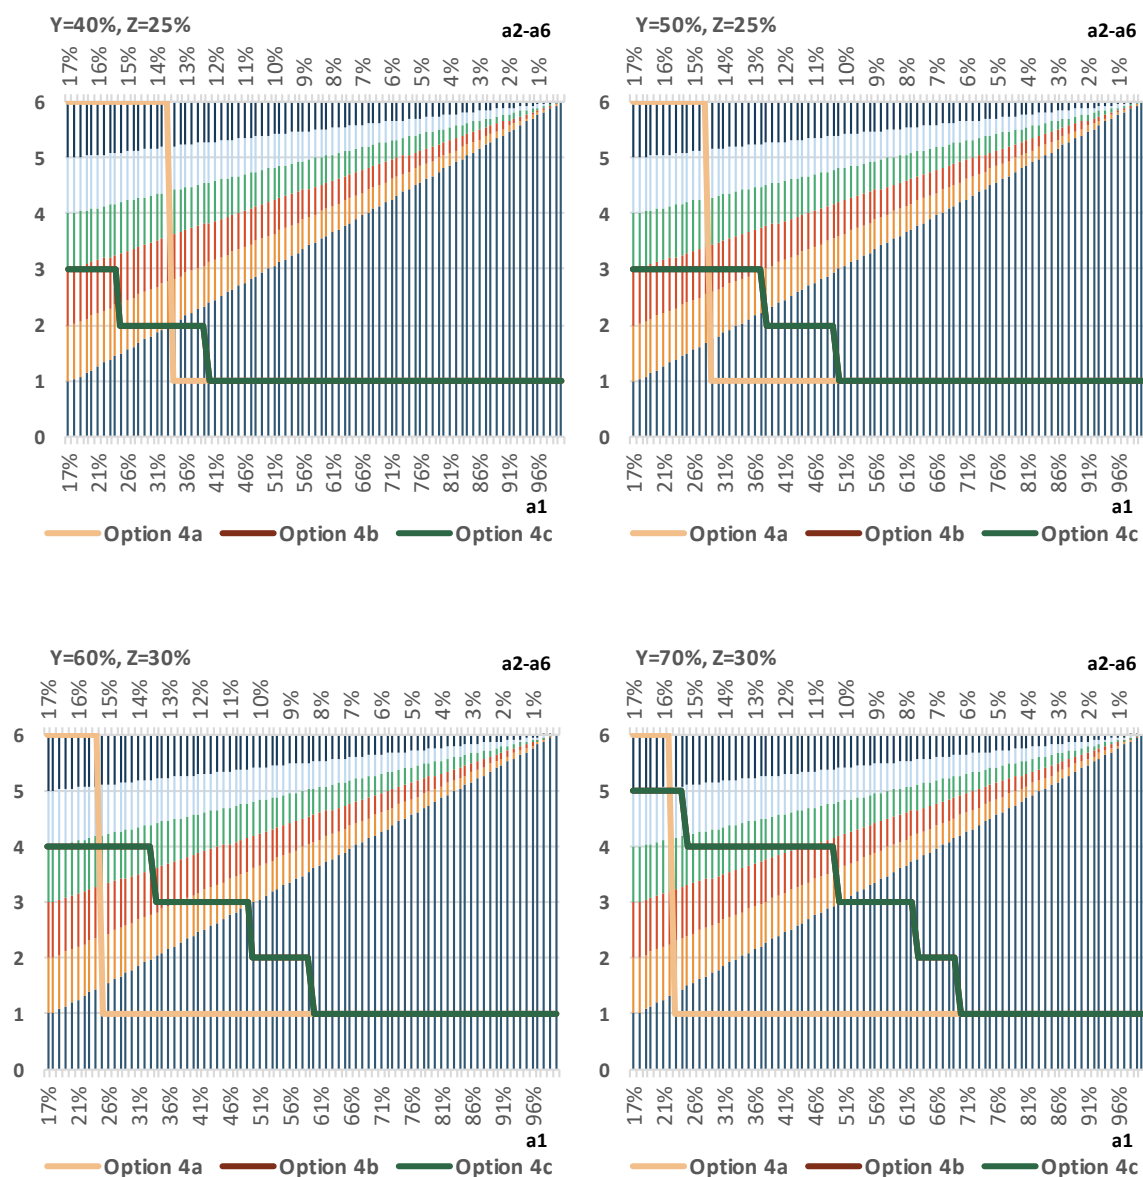 Y=40%, Z=25%
a2-a6
17% 16% 15% 14% 13% 12% 11% 10% 9% 8% 7% 6% 5% 4% 3% 2% 1%
6
5
4
3
2
1
0
17% 21% 26% 31% 36% 41% 46% 51% 56% 61% 66% 71% 76% 81% 86% 91% 96%
a1
Option 4a Option 4b Option 4c
Y=50%, Z=25%
a2-a6
17% 16% 15% 14% 13% 12% 11% 10% 9% 8% 7% 6% 5% 4% 3% 2% 1%
6
5
4
3
2
1
0
17% 21% 26% 31% 36% 41% 46% 51% 56% 61% 66% 71% 76% 81% 86% 91% 96%
a1
Option 4a Option 4b Option 4c
Y=60%, Z=30%
a2-a6
17% 16% 15% 14% 13% 12% 11% 10% 9% 8% 7% 6% 5% 4% 3% 2% 1%
6
5
4
3
2
1
0
17% 21% 26% 31% 36% 41% 46% 51% 56% 61% 66% 71% 76% 81% 86% 91% 96%
a1
Option 4a Option 4b Option 4c
Y=70%, Z=30%
a2-a6
17% 16% 15% 14% 13% 12% 11% 10% 9% 8% 7% 6% 5% 4% 3% 2% 1%
6
5
4
3
2
1
0
17% 21% 26% 31% 36% 41% 46% 51% 56% 61% 66% 71% 76% 81% 86% 91% 96%
a1
Option 4a Option 4b Option 4c